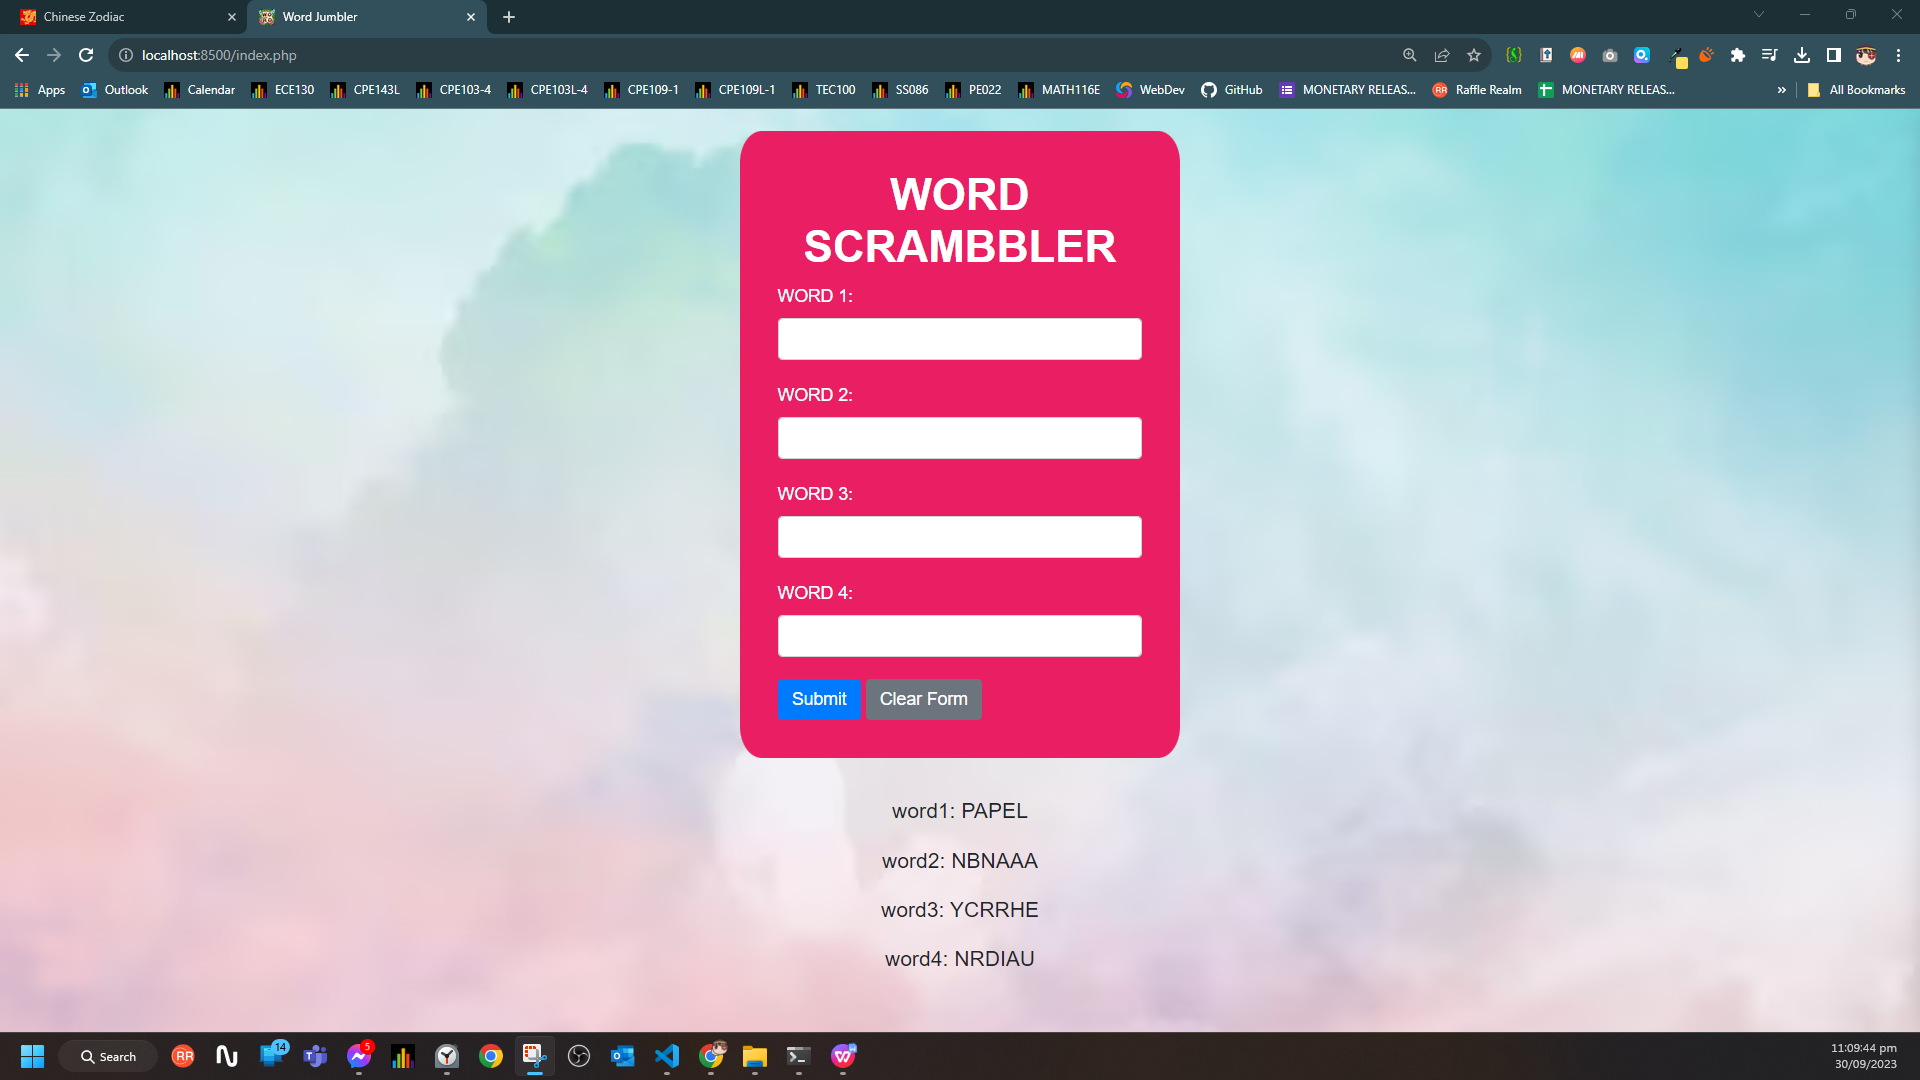 Chinese Zodiac
Word Jumbler
localhost:8500/index.php
Apps
Outlook
Calendar
ECE130
CPE143L
CPE103-4
CPE103L-4
CPE109-1
CPE109L-1
TEC100
SS086
PE022
MATH116E
WebDev
GitHub
MONETARY RELEAS...
RR
Raffle Realm
MONETARY RELEAS...
»
All Bookmarks
WORD
SCRAMBBLER
WORD 1:
WORD 2:
WORD 3:
WORD 4:
Submit
Clear Form
word1: PAPEL
word2: NBNAAA
word3: YCRRHE
word4: NRDIAU
Search
RR
14
5
11:09:44 pm
30/09/2023